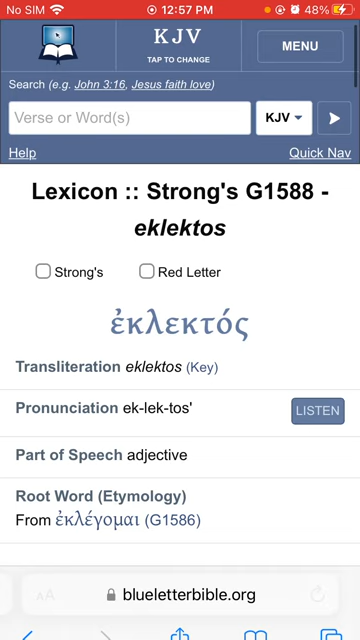 No SIM 12:57 PM 48%
KJV
TAP TO CHANGE
MENU
Search (e.g. John 3:16, Jesus faith love)
Verse or Word(s)
KJV
Help
Quick Nav
Lexicon :: Strong's G1588 -
eklektos
Strong's Red Letter
ἐκλεκτός
Transliteration eklektos (Key)
Pronunciation ek-lek-tos'
LISTEN
Part of Speech adjective
Root Word (Etymology)
From ἐκλέγομαι (G1586)
AA blueletterbible.org